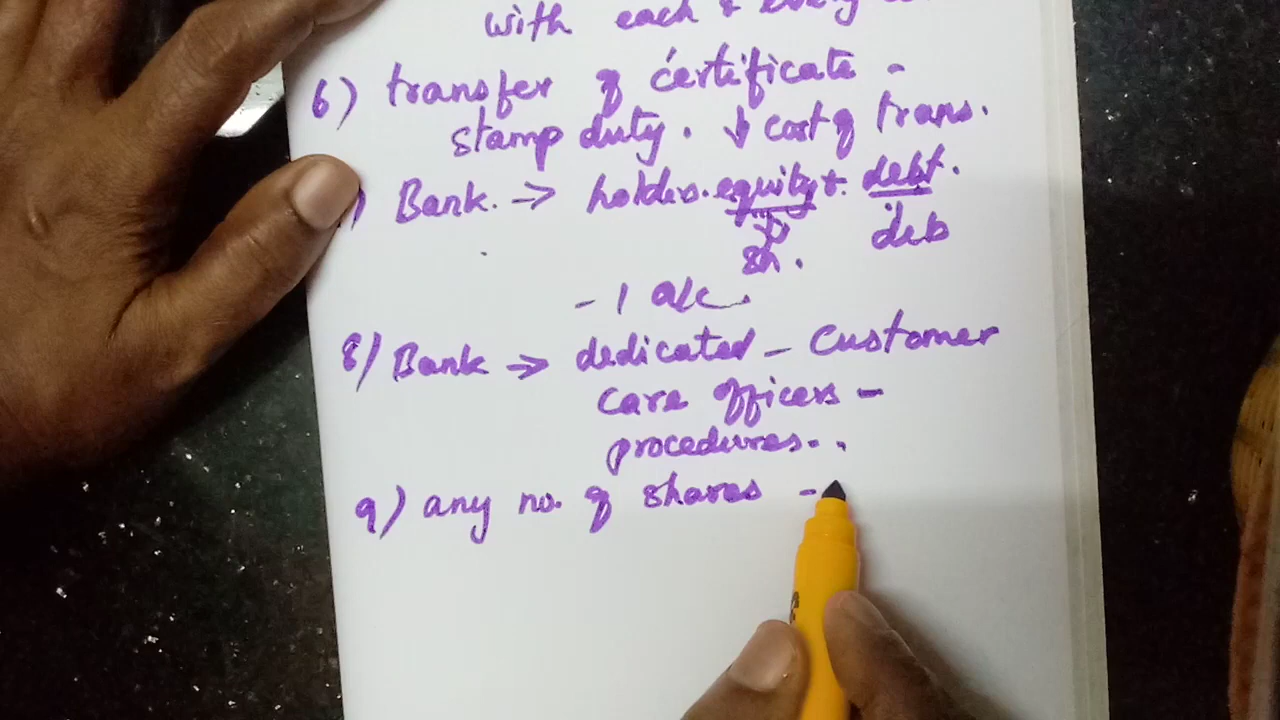 with each & every
6) transfer of certificate -
stamp duty. ↓ cost of trans.
) Bank. → holds. equity +. debt.
↓
sh.
deb
- 1 a/c.
8) Bank → dedicated - Customer
care officers -
procedures..
9) any no. of shares -